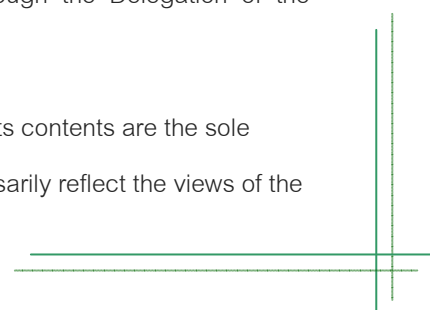 through the Delegation of the
its contents are the sole
necessarily reflect the views of the